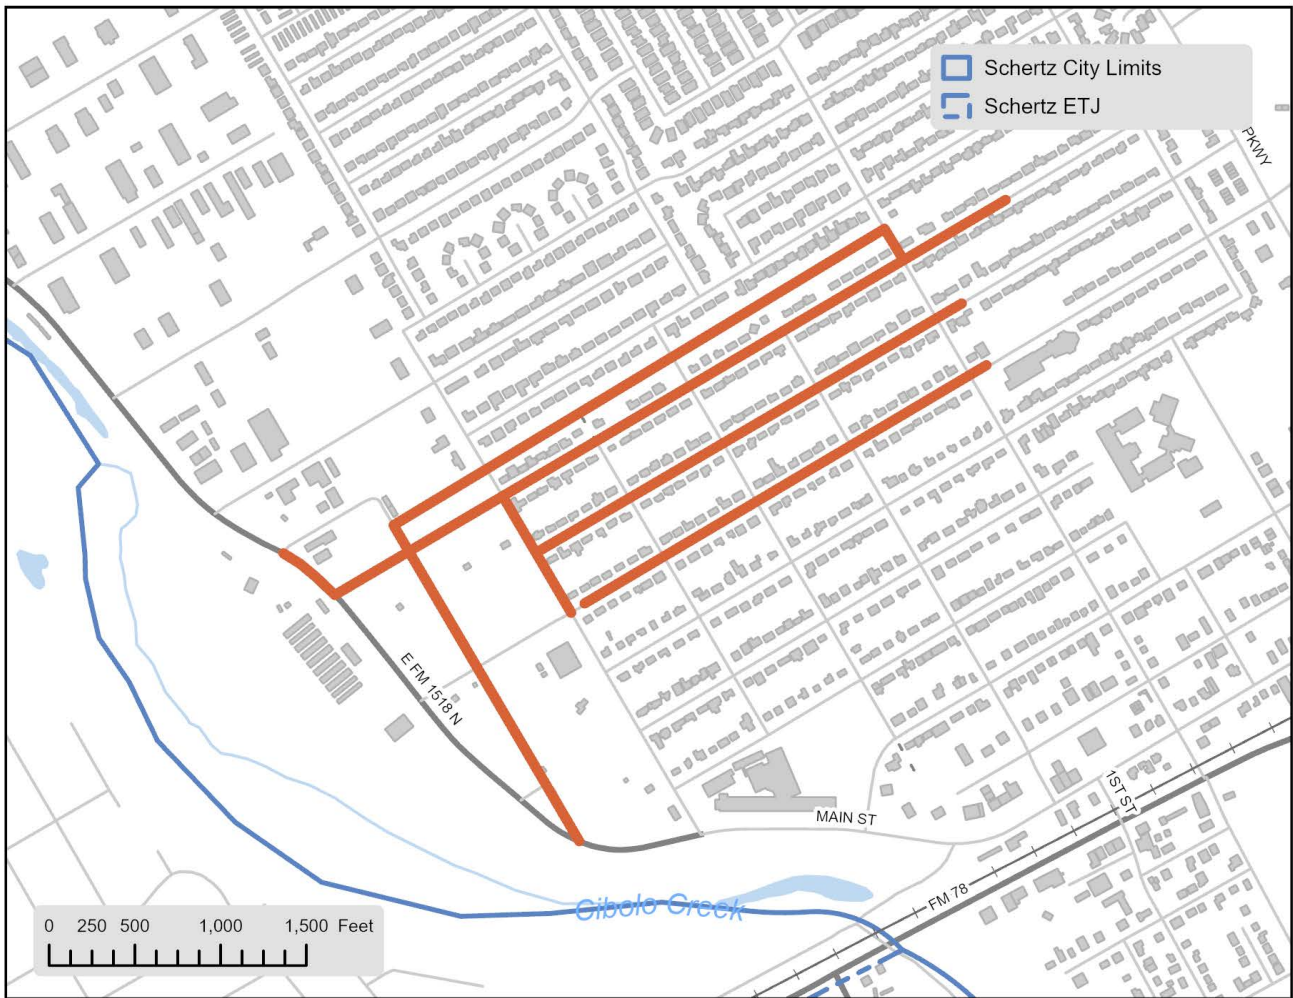 Schertz City Limits
Schertz ETJ
PKWY
E FM 1518 N
1ST ST
MAIN ST
FM 78
Cibolo Creek
0 250 500 1,000 1,500 Feet